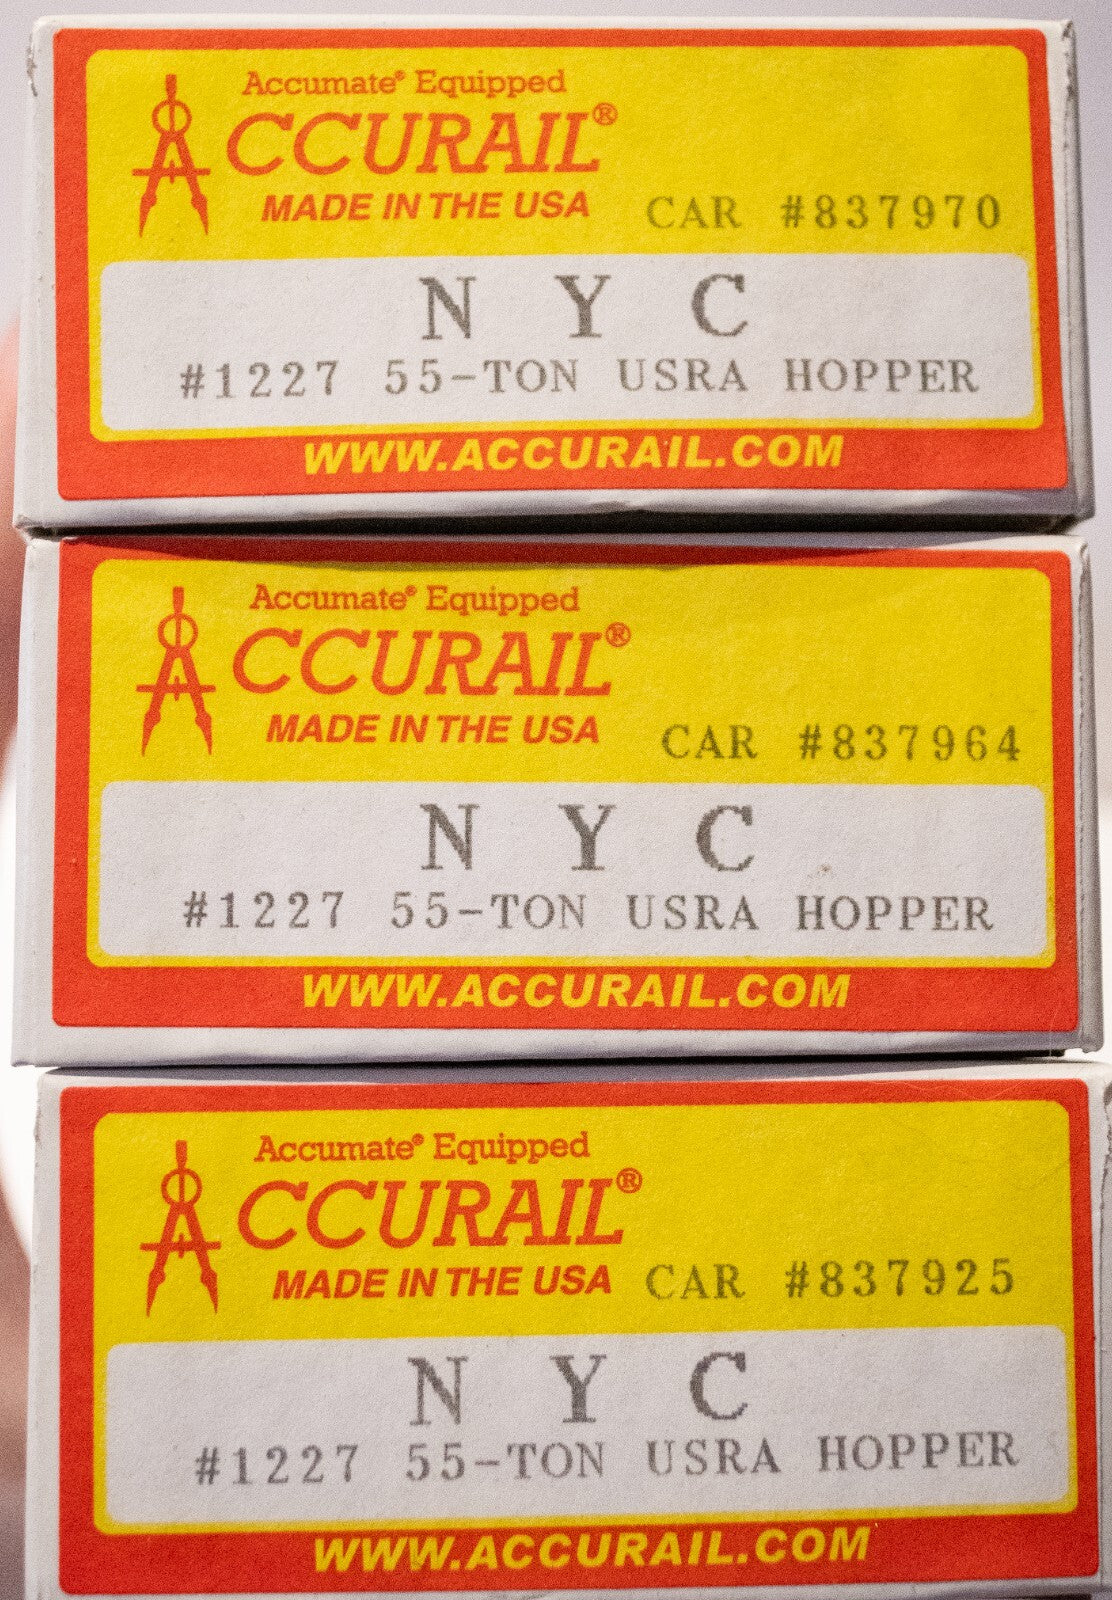 Accumate® Equipped
ACCURAIL®
MADE IN THE USA
CAR #837970
N Y C
#1227 55-TON USRA HOPPER
WWW.ACCURAIL.COM
Accumate® Equipped
ACCURAIL®
MADE IN THE USA
CAR #837964
N Y C
#1227 55-TON USRA HOPPER
WWW.ACCURAIL.COM
Accumate® Equipped
ACCURAIL®
MADE IN THE USA
CAR #837925
N Y C
#1227 55-TON USRA HOPPER
WWW.ACCURAIL.COM